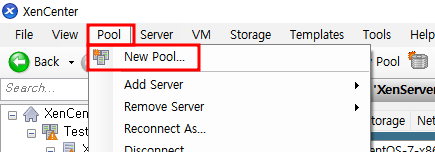 XenCenter
File View Pool Server VM Storage Templates Tools Help
Back New Pool... Pool
Search... Add Server 'XenServer
XenCen Remove Server torage Net
Test Reconnect As...
Disconnect entOS-7-x86